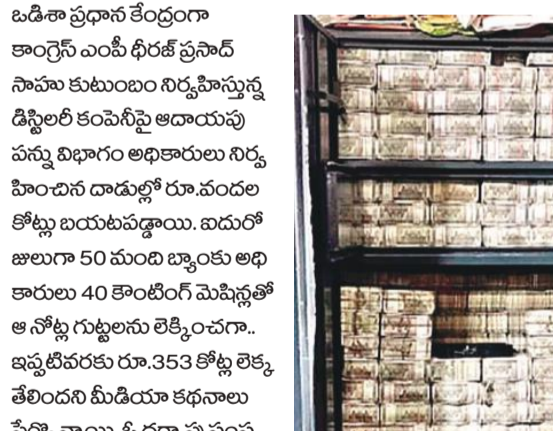 ఒడిశా ప్రధాన కేంద్రంగా
కాంగ్రెస్ ఎంపీ ధీరజ్ ప్రసాద్
సాహు కుటుంబం నిర్వహిస్తున్న
డిస్టిలరీ కంపెనీపై ఆదాయపు
పన్ను విభాగం అధికారులు నిర్వ
హించిన దాడుల్లో రూ.వందల
కోట్లు బయటపడ్డాయి. ఐదురో
జులుగా 50 మంది బ్యాంకు అధి
కారులు 40 కౌంటింగ్ మెషిన్లతో
ఆ నోట్ల గుట్టలను లెక్కించగా..
ఇప్పటివరకు రూ.353 కోట్ల లెక్క
తేలిందని మీడియా కథనాలు